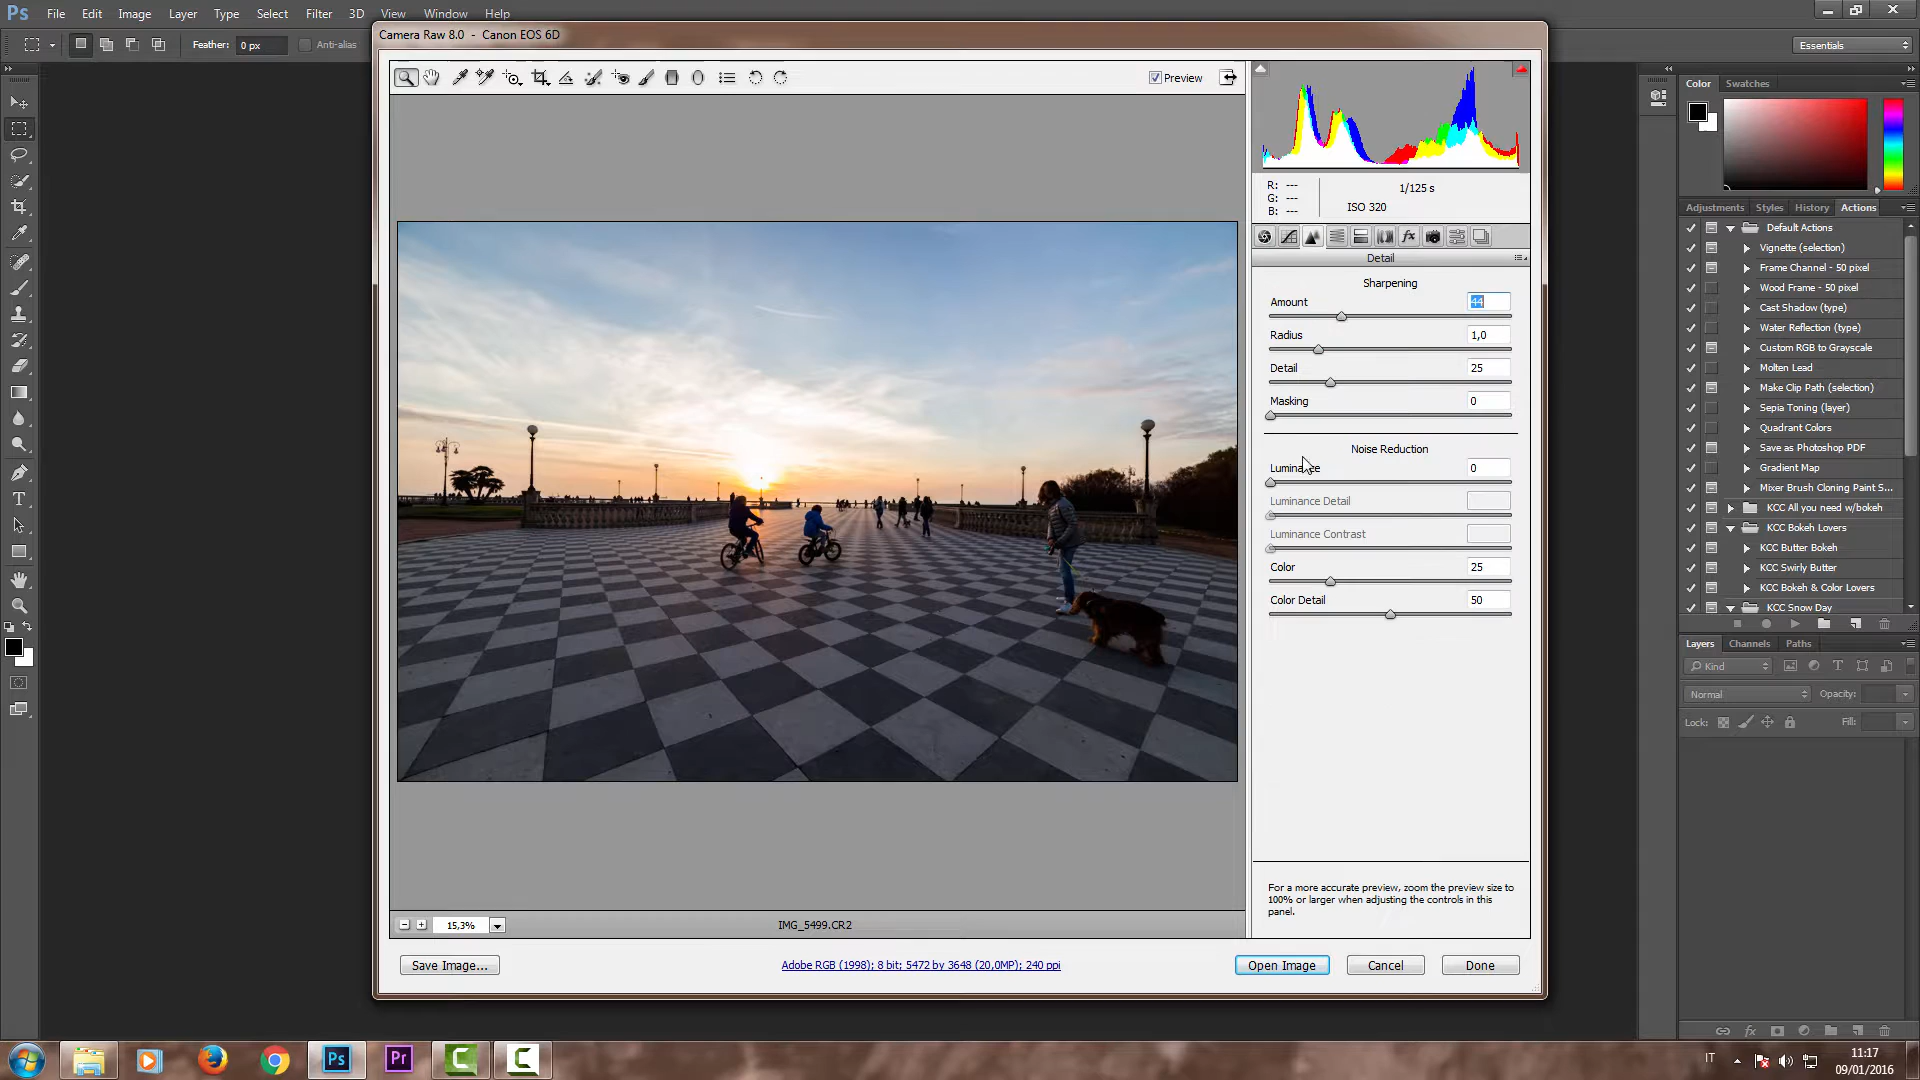 Ps File Edit Image Layer Type Select Filter 3D View Window Help
Feather: 0 px Anti-alias Essentials
Camera Raw 8.0 - Canon EOS 6D
Preview
R: ---
G: ---
B: ---
1/125 s
ISO 320
Detail
Sharpening
Amount 44
Radius 1,0
Detail 25
Masking 0
Noise Reduction
Luminance 0
Luminance Detail
Luminance Contrast
Color 25
Color Detail 50
For a more accurate preview, zoom the preview size to
100% or larger when adjusting the controls in this
panel.
15,3% IMG_5499.CR2
Save Image... Adobe RGB (1998); 8 bit; 5472 by 3648 (20,0MP); 240 ppi Open Image Cancel Done
Color Swatches
Adjustments Styles History Actions
Default Actions
Vignette (selection)
Frame Channel - 50 pixel
Wood Frame - 50 pixel
Cast Shadow (type)
Water Reflection (type)
Custom RGB to Grayscale
Molten Lead
Make Clip Path (selection)
Sepia Toning (layer)
Quadrant Colors
Save as Photoshop PDF
Gradient Map
Mixer Brush Cloning Paint S...
KCC All you need w/bokeh
KCC Bokeh Lovers
KCC Butter Bokeh
KCC Swirly Butter
KCC Bokeh & Color Lovers
KCC Snow Day
Layers Channels Paths
Kind
Normal Opacity:
Lock: Fill:
fx
Ps Pr C C
IT 11:17
09/01/2016